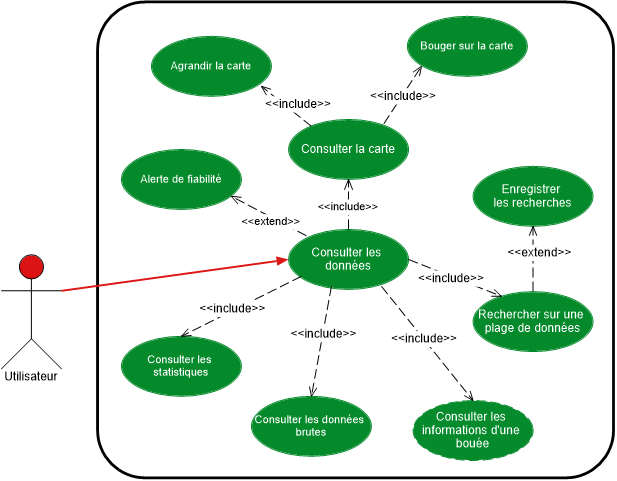 Bouger sur la carte
Agrandir la carte
<<include>>
<<include>>
Consulter la carte
Alerte de fiabilité
Enregistrer
les recherches
<<include>>
<<extend>>
Consulter les
données
<<extend>>
<<include>>
<<include>>
Rechercher sur une
plage de données
<<include>>
<<include>>
Consulter les
statistiques
Utilisateur
Consulter les données
brutes
Consulter les
informations d'une
bouée